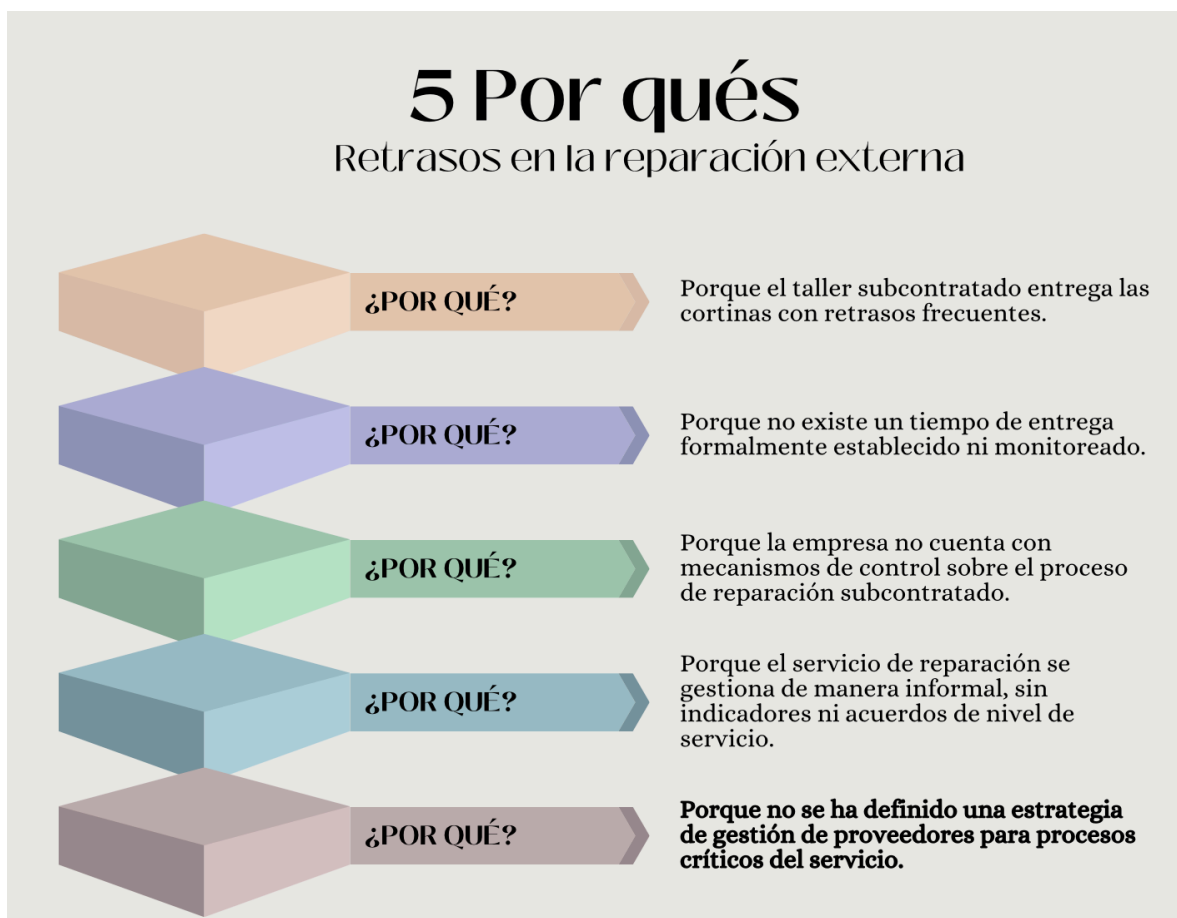 5 Por qués
Retrasos en la reparación externa
¿POR QUÉ?
Porque el taller subcontratado entrega las
cortinas con retrasos frecuentes.
¿POR QUÉ?
Porque no existe un tiempo de entrega
formalmente establecido ni monitoreado.
¿POR QUÉ?
Porque la empresa no cuenta con
mecanismos de control sobre el proceso
de reparación subcontratado.
¿POR QUÉ?
Porque el servicio de reparación se
gestiona de manera informal, sin
indicadores ni acuerdos de nivel de
servicio.
¿POR QUÉ?
Porque no se ha definido una estrategia
de gestión de proveedores para procesos
críticos del servicio.